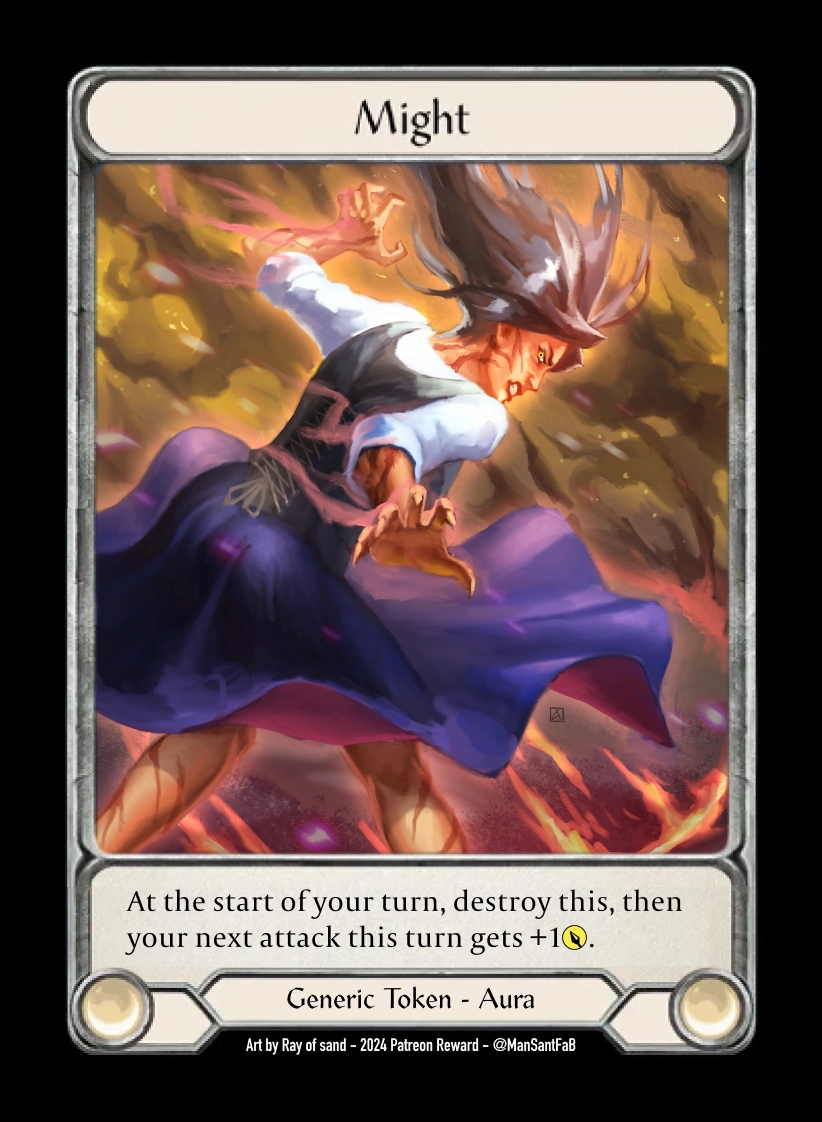 Might
At the start of your turn, destroy this, then
your next attack this turn gets +1.
Generic Token - Aura
Art by Ray of sand - 2024 Patreon Reward - @ManSantFaB